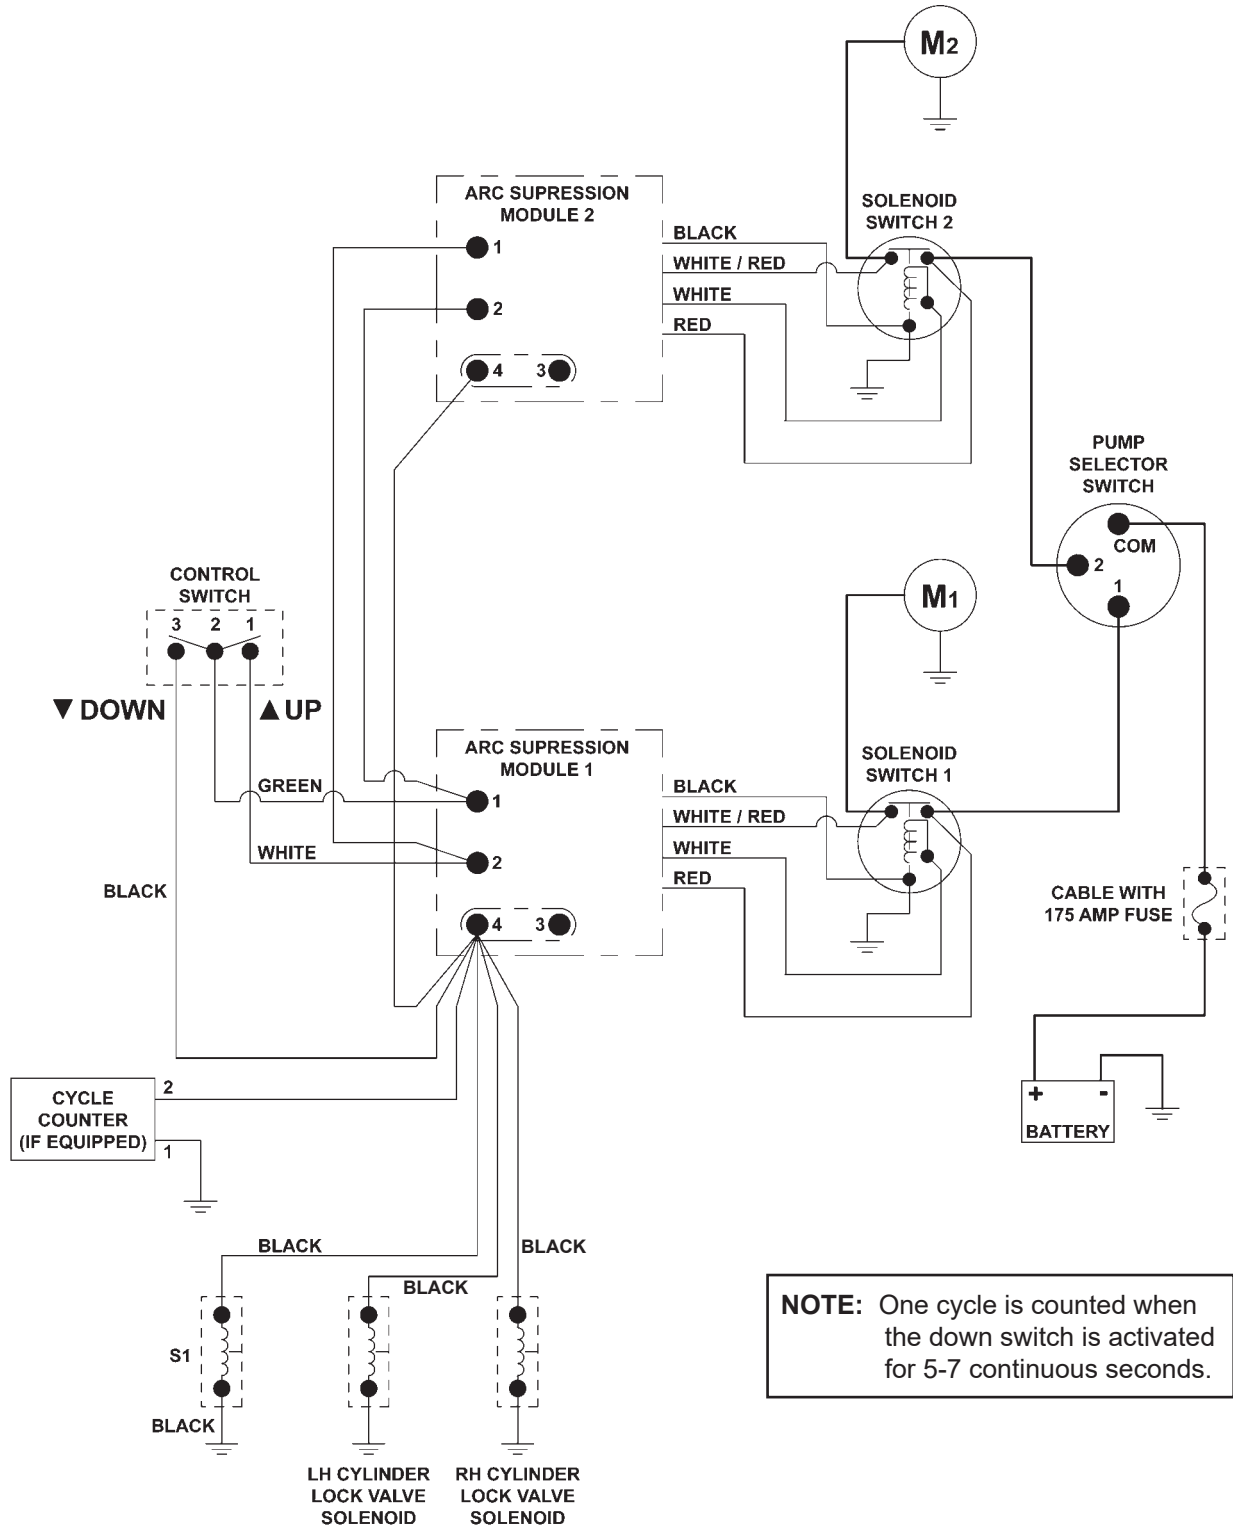 M2
ARC SUPRESSION
MODULE 2
1
2
4
3
BLACK
WHITE / RED
WHITE
RED
SOLENOID
SWITCH 2
PUMP
SELECTOR
SWITCH
COM
2
1
CONTROL
SWITCH
3 2 1
▼ DOWN
▲ UP
GREEN
WHITE
BLACK
M1
ARC SUPRESSION
MODULE 1
1
2
4
3
BLACK
WHITE / RED
WHITE
RED
SOLENOID
SWITCH 1
CABLE WITH
175 AMP FUSE
+ -
BATTERY
CYCLE
COUNTER
(IF EQUIPPED)
2
1
BLACK
BLACK
BLACK
S1
BLACK
LH CYLINDER
LOCK VALVE
SOLENOID
RH CYLINDER
LOCK VALVE
SOLENOID
NOTE: One cycle is counted when
the down switch is activated
for 5-7 continuous seconds.